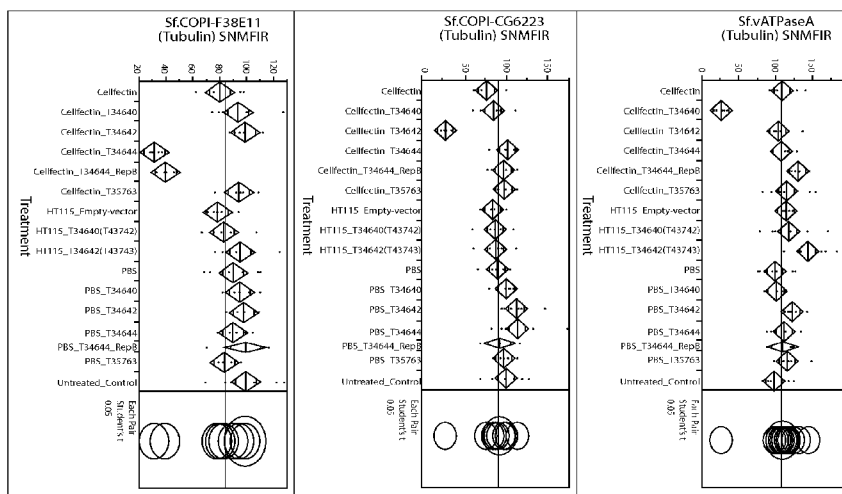 Sf.COPI-F38E11
(Tubulin) SNMFIR
20 40 60 80 100 120
Cellfectin
Cellfectin_T34640
Cellfectin_T34642
Cellfectin_T34644
Cellfectin_T34644_RepB
Cellfectin_T35763
HT115_Empty-vector
HT115_T34640(T43742)
HT115_T34642(T43743)
PBS
PBS_T34640
PBS_T34642
PBS_T34644
PBS_T34644_RepB
PBS_T35763
Untreated_Control
Treatment
Each Pair
Student's t
0.05
Sf.COPI-CG6223
(Tubulin) SNMFIR
0 50 100 150
Cellfectin
Cellfectin_T34640
Cellfectin_T34642
Cellfectin_T34644
Cellfectin_T34644_RepB
Cellfectin_T35763
HT115_Empty-vector
HT115_T34640(T43742)
HT115_T34642(T43743)
PBS
PBS_T34640
PBS_T34642
PBS_T34644
PBS_T34644_RepB
PBS_T35763
Untreated_Control
Treatment
Each Pair
Student's t
0.05
Sf.vATPaseA
(Tubulin) SNMFIR
0 50 100 150
Cellfectin
Cellfectin_T34640
Cellfectin_T34642
Cellfectin_T34644
Cellfectin_T34644_RepB
Cellfectin_T35763
HT115_Empty-vector
HT115_T34640(T43742)
HT115_T34642(T43743)
PBS
PBS_T34640
PBS_T34642
PBS_T34644
PBS_T34644_RepB
PBS_T35763
Untreated_Control
Treatment
Each Pair
Student's t
0.05